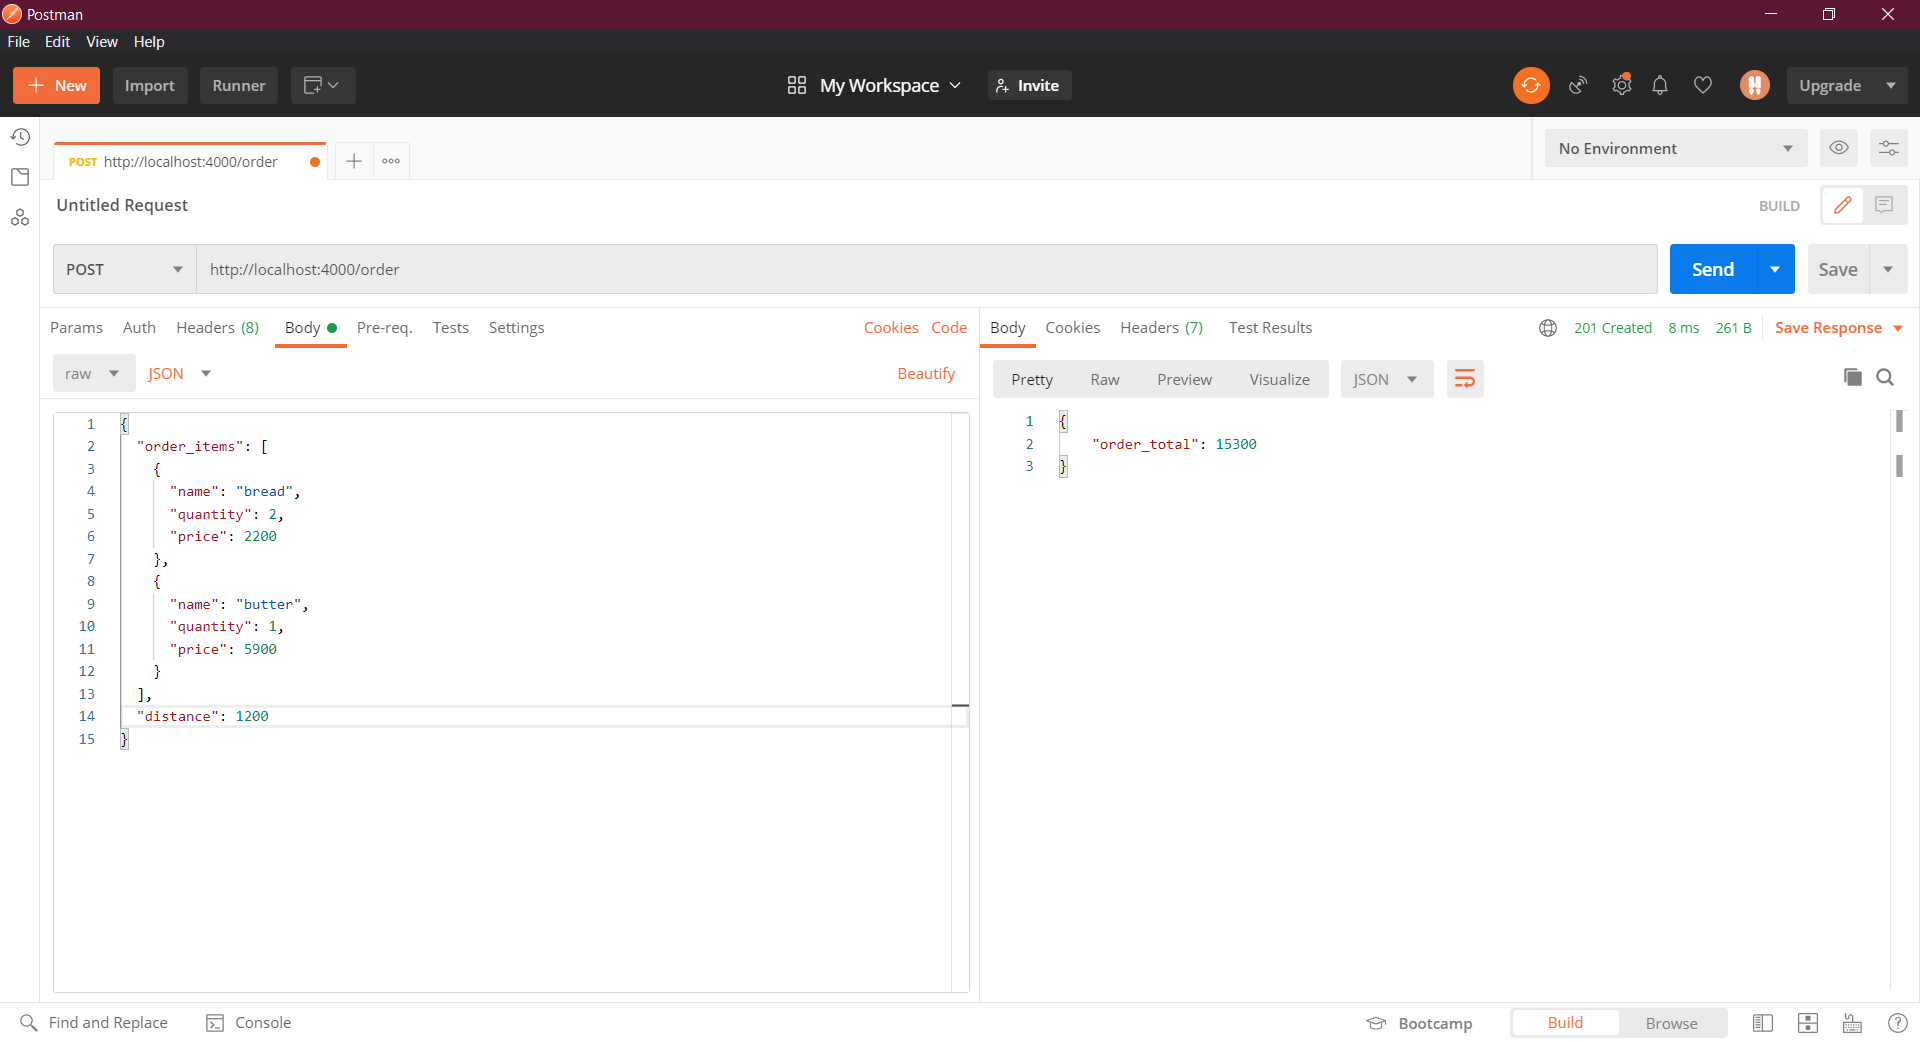 Postman
File Edit View Help
New Import Runner My Workspace Invite Upgrade
POST http://localhost:4000/order No Environment
Untitled Request BUILD
POST http://localhost:4000/order Send Save
Params Auth Headers (8) Body Pre-req. Tests Settings Cookies Code
raw JSON Beautify
1 {
2 "order_items": [
3 {
4 "name": "bread",
5 "quantity": 2,
6 "price": 2200
7 },
8 {
9 "name": "butter",
10 "quantity": 1,
11 "price": 5900
12 }
13 ],
14 "distance": 1200
15 }
Body Cookies Headers (7) Test Results 201 Created 8 ms 261 B Save Response
Pretty Raw Preview Visualize JSON
1 {
2 "order_total": 15300
3 }
Find and Replace Console Bootcamp Build Browse